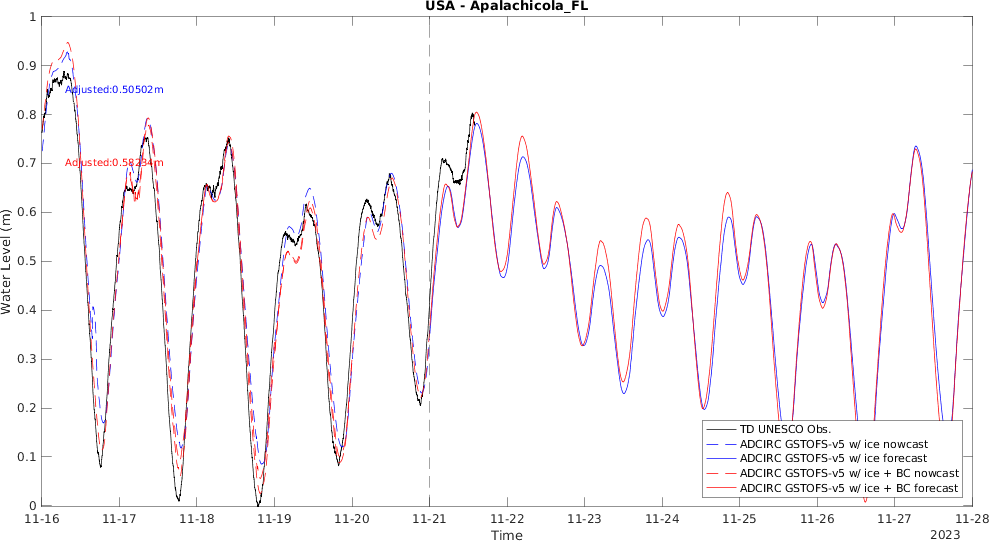 USA - Apalachicola_FL
1
0.9
0.8
0.7
0.6
0.5
0.4
0.3
0.2
0.1
0
Water Level (m)
Adjusted:0.50502m
Adjusted:0.58234m
TD UNESCO Obs.
ADCIRC GSTOFS-v5 w/ ice nowcast
ADCIRC GSTOFS-v5 w/ ice forecast
ADCIRC GSTOFS-v5 w/ ice + BC nowcast
ADCIRC GSTOFS-v5 w/ ice + BC forecast
11-16 11-17 11-18 11-19 11-20 11-21 11-22 11-23 11-24 11-25 11-26 11-27 11-28
Time
2023